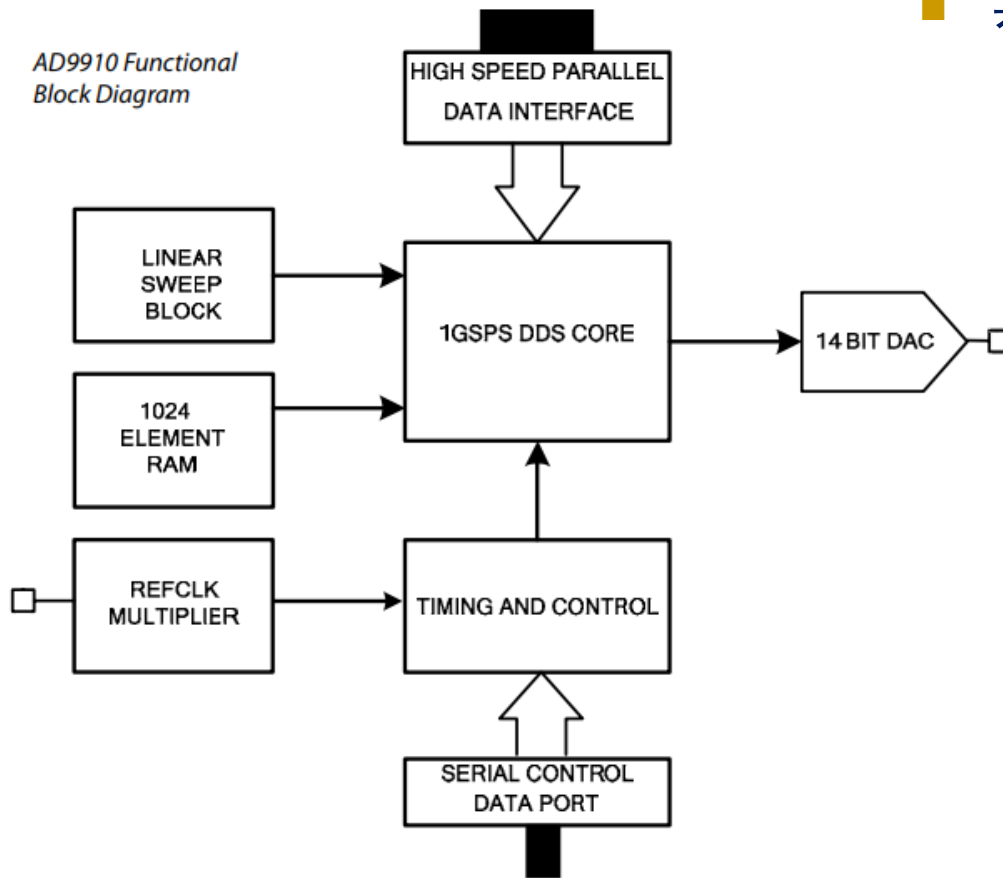 AD9910 Functional
Block Diagram
HIGH SPEED PARALLEL
DATA INTERFACE
LINEAR
SWEEP
BLOCK
1GSPS DDS CORE
14 BIT DAC
1024
ELEMENT
RAM
REFCLK
MULTIPLIER
TIMING AND CONTROL
SERIAL CONTROL
DATA PORT